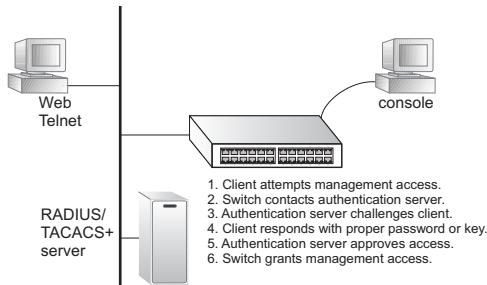 Web
Telnet
console
RADIUS/
TACACS+
server
1. Client attempts management access.
2. Switch contacts authentication server.
3. Authentication server challenges client.
4. Client responds with proper password or key.
5. Authentication server approves access.
6. Switch grants management access.